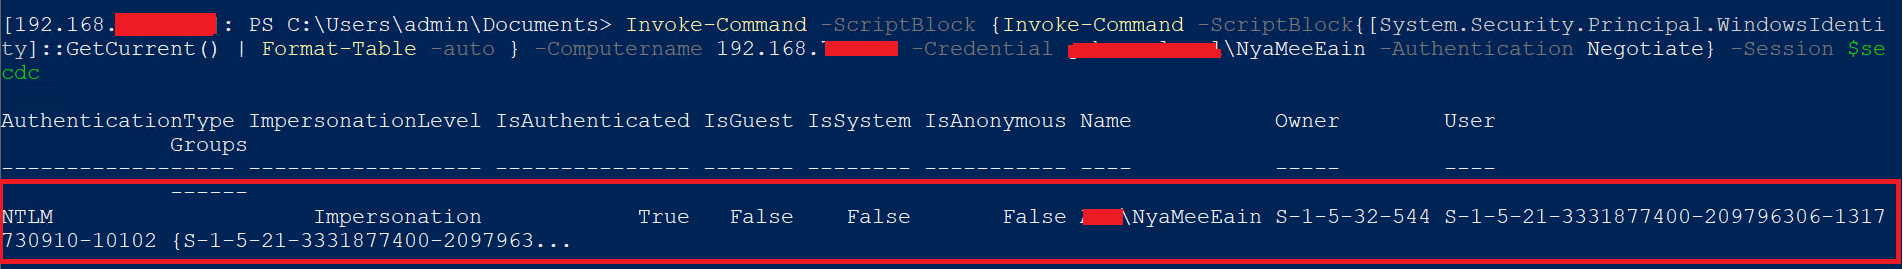 [192.168. : PS C:\Users\admin\Documents> Invoke-Command -ScriptBlock {Invoke-Command -ScriptBlock{[System.Security.Principal.WindowsIdenti
ty]::GetCurrent() | Format-Table -auto } -Computername 192.168. -Credential \NyaMeeEain -Authentication Negotiate} -Session $se
cdc
AuthenticationType ImpersonationLevel IsAuthenticated IsGuest IsSystem IsAnonymous Name Owner User
Groups
------------------ ------------------ --------------- ------- -------- ----------- ---- ----- ----
------
NTLM Impersonation True False False False \NyaMeeEain S-1-5-32-544 S-1-5-21-3331877400-209796306-1317
730910-10102 {S-1-5-21-3331877400-2097963...